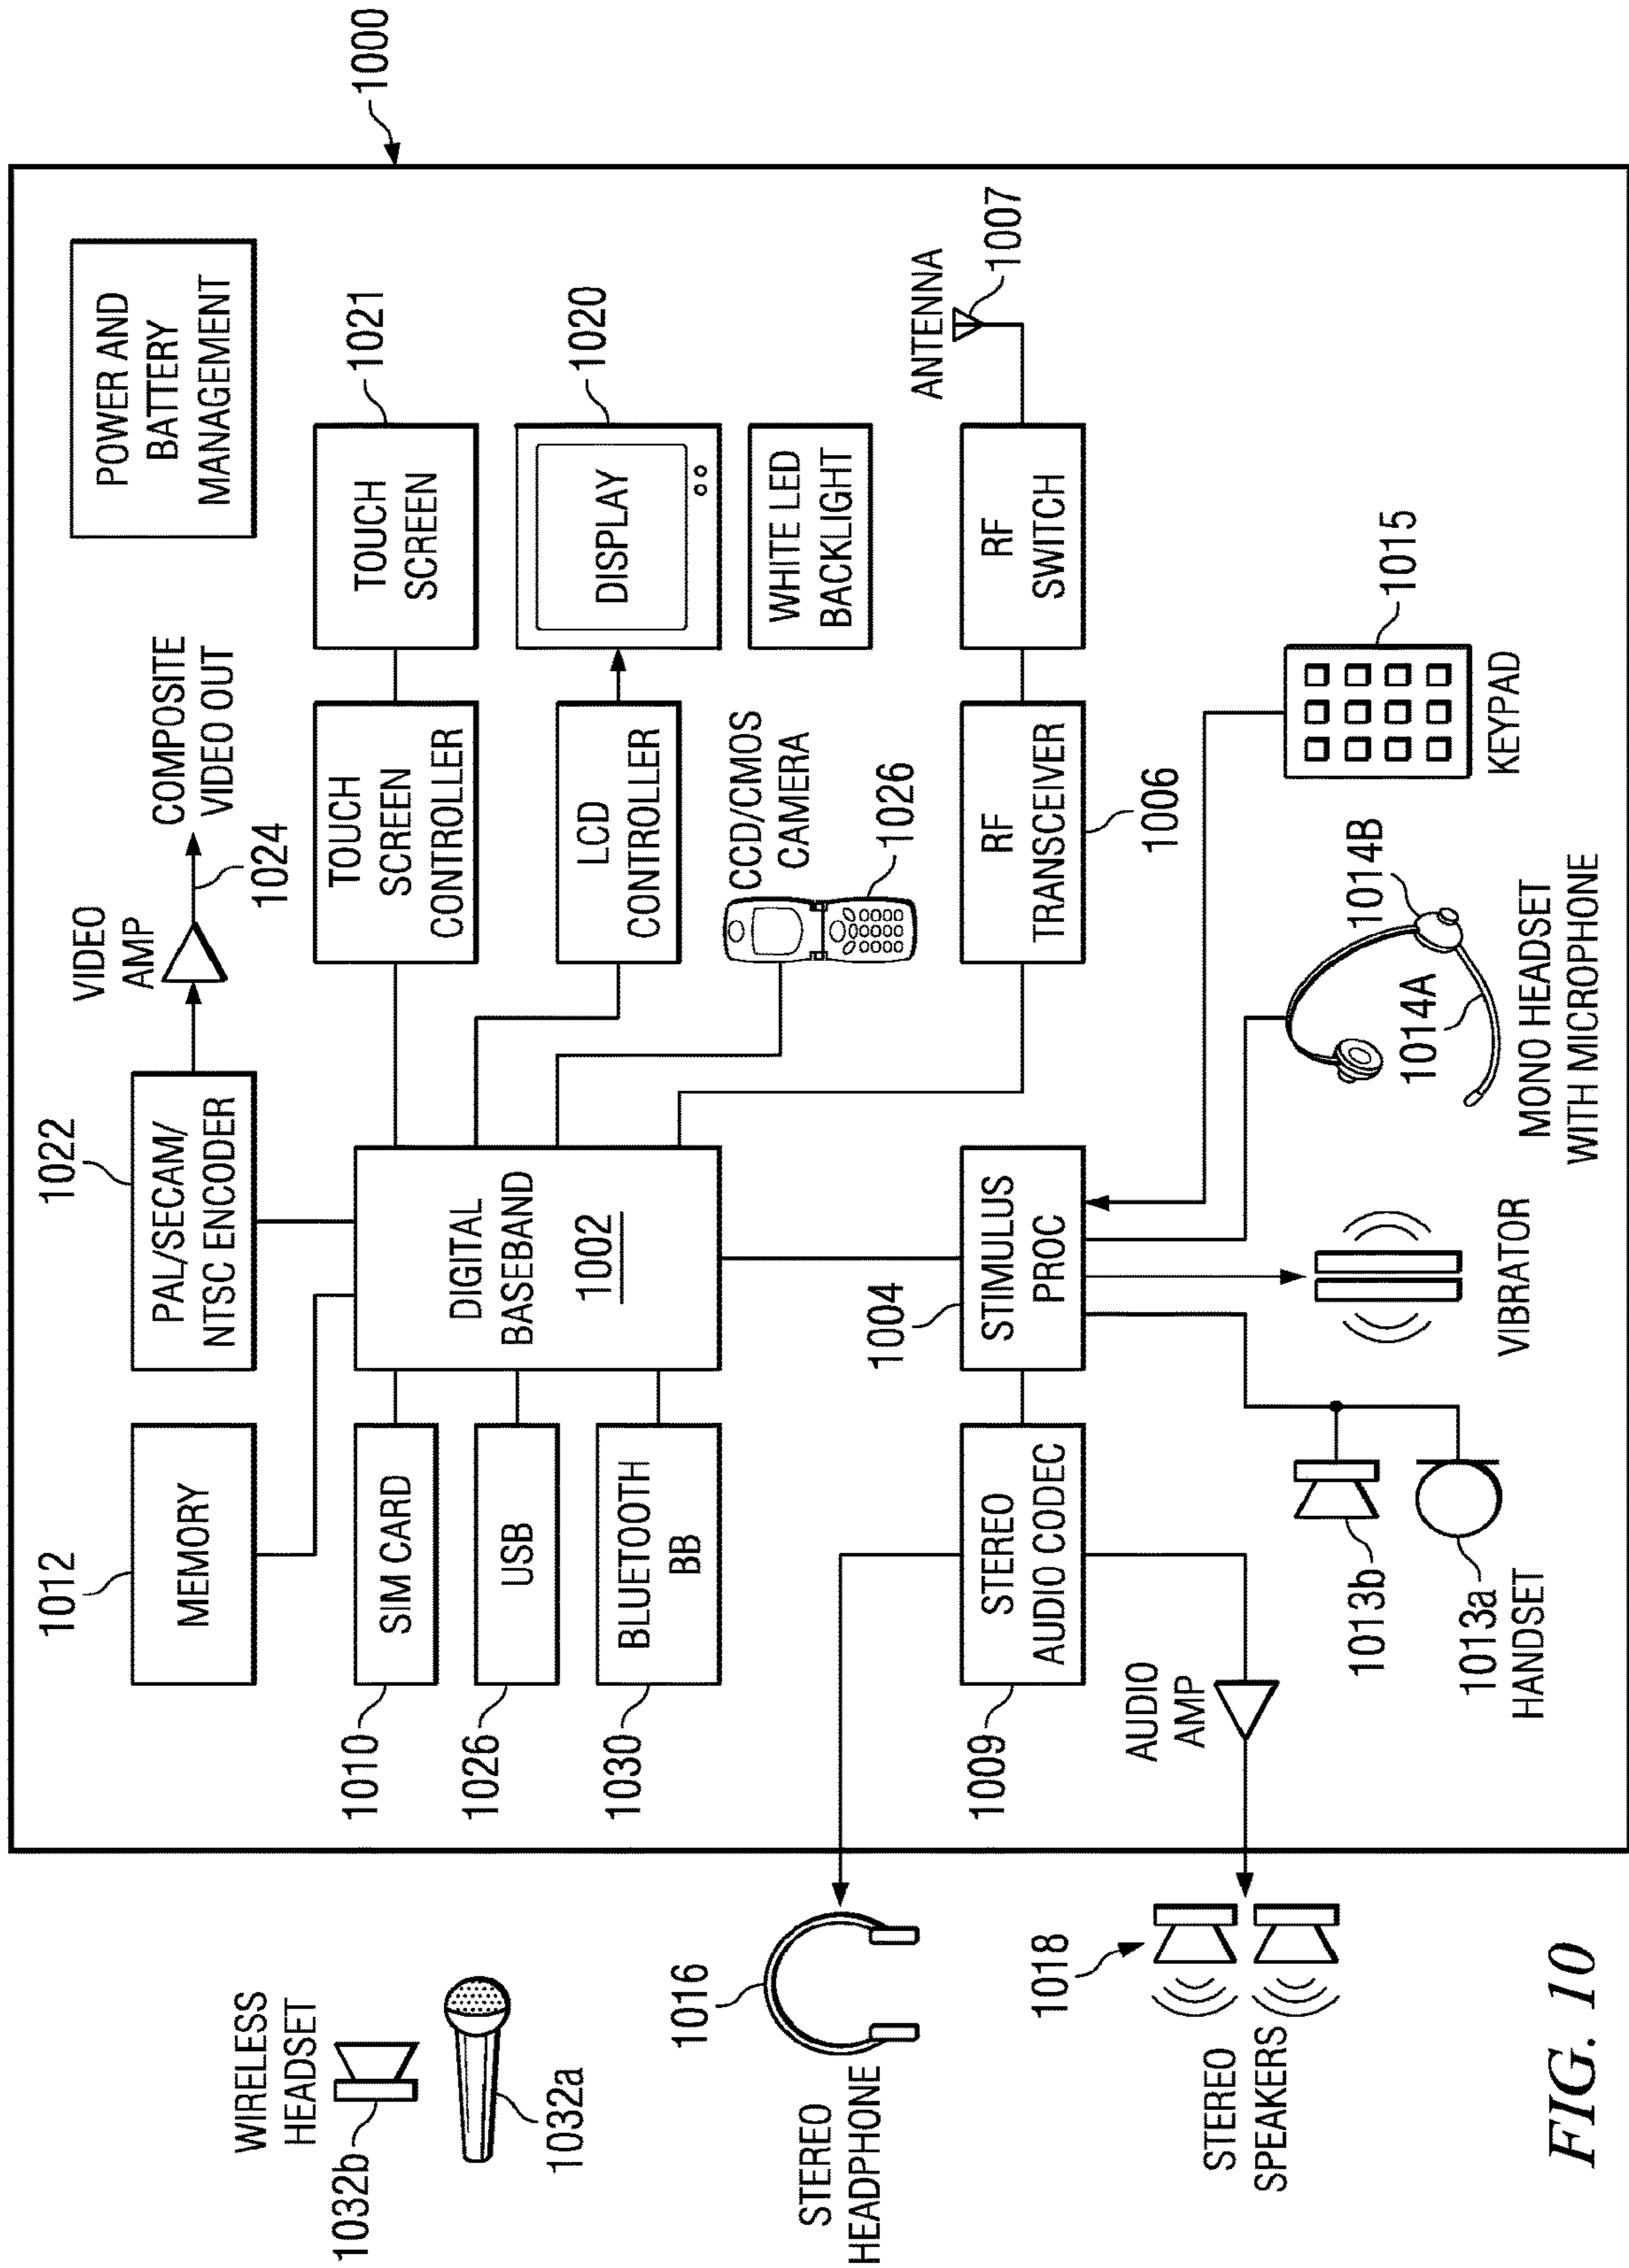 1012
1022
MEMORY
PAL/SECAM/
NTSC ENCODER
VIDEO
AMP
1024
COMPOSITE
VIDEO OUT
POWER AND
BATTERY
MANAGEMENT
1000
WIRELESS
HEADSET
1032b
1032a
1010
SIM CARD
1026
USB
1030
BLUETOOTH
BB
DIGITAL
BASEBAND
1002
TOUCH
SCREEN
CONTROLLER
TOUCH
SCREEN
1021
LCD
CONTROLLER
DISPLAY
1020
CCD/CMOS
CAMERA
1026
WHITE LED
BACKLIGHT
1016
STEREO
HEADPHONE
1009
STEREO
AUDIO CODEC
1004
STIMULUS
PROC
RF
TRANSCEIVER
1006
RF
SWITCH
ANTENNA
1007
1018
STEREO
SPEAKERS
AUDIO
AMP
1013b
1013a
HANDSET
VIBRATOR
1014A
1014B
MONO HEADSET
WITH MICROPHONE
1015
KEYPAD
FIG. 10